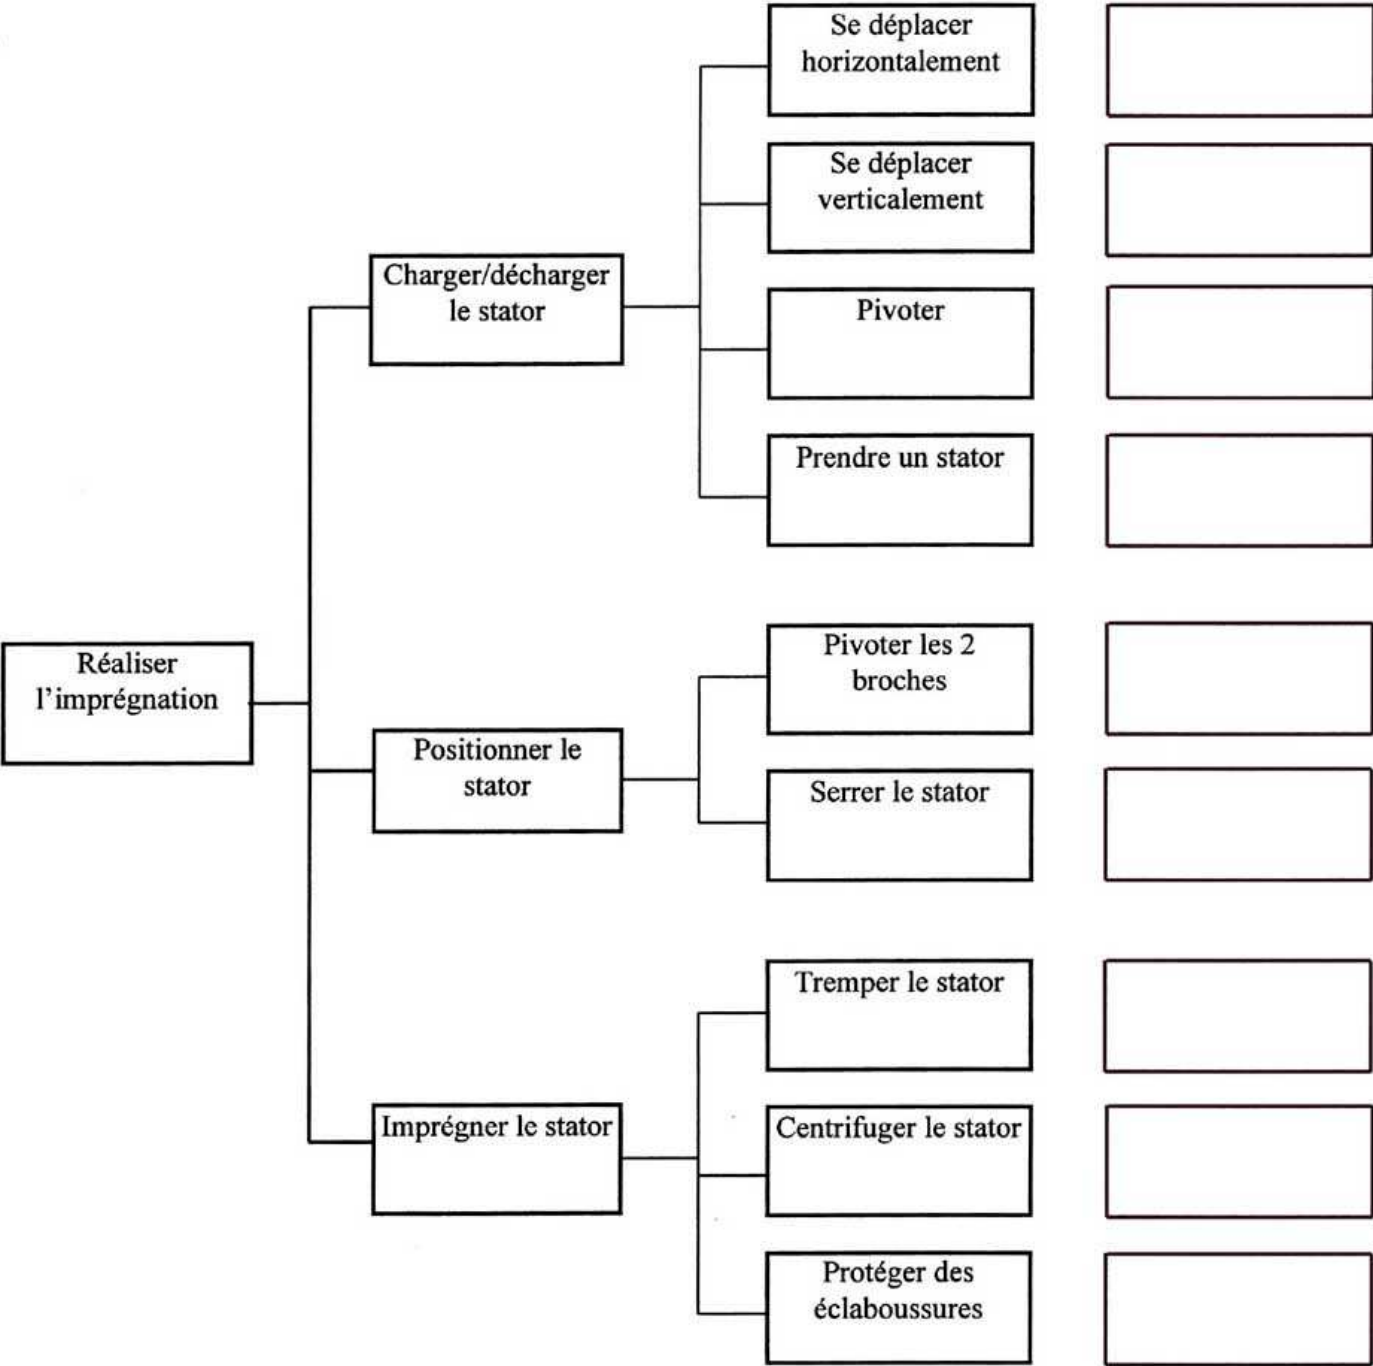 Se déplacer
horizontalement
Se déplacer
verticalement
Charger/décharger
le stator
Pivoter
Prendre un stator
Réaliser
l'imprégnation
Pivoter les 2
broches
Positionner le
stator
Serrer le stator
Tremper le stator
Imprégner le stator
Centrifuger le stator
Protéger des
éclaboussures